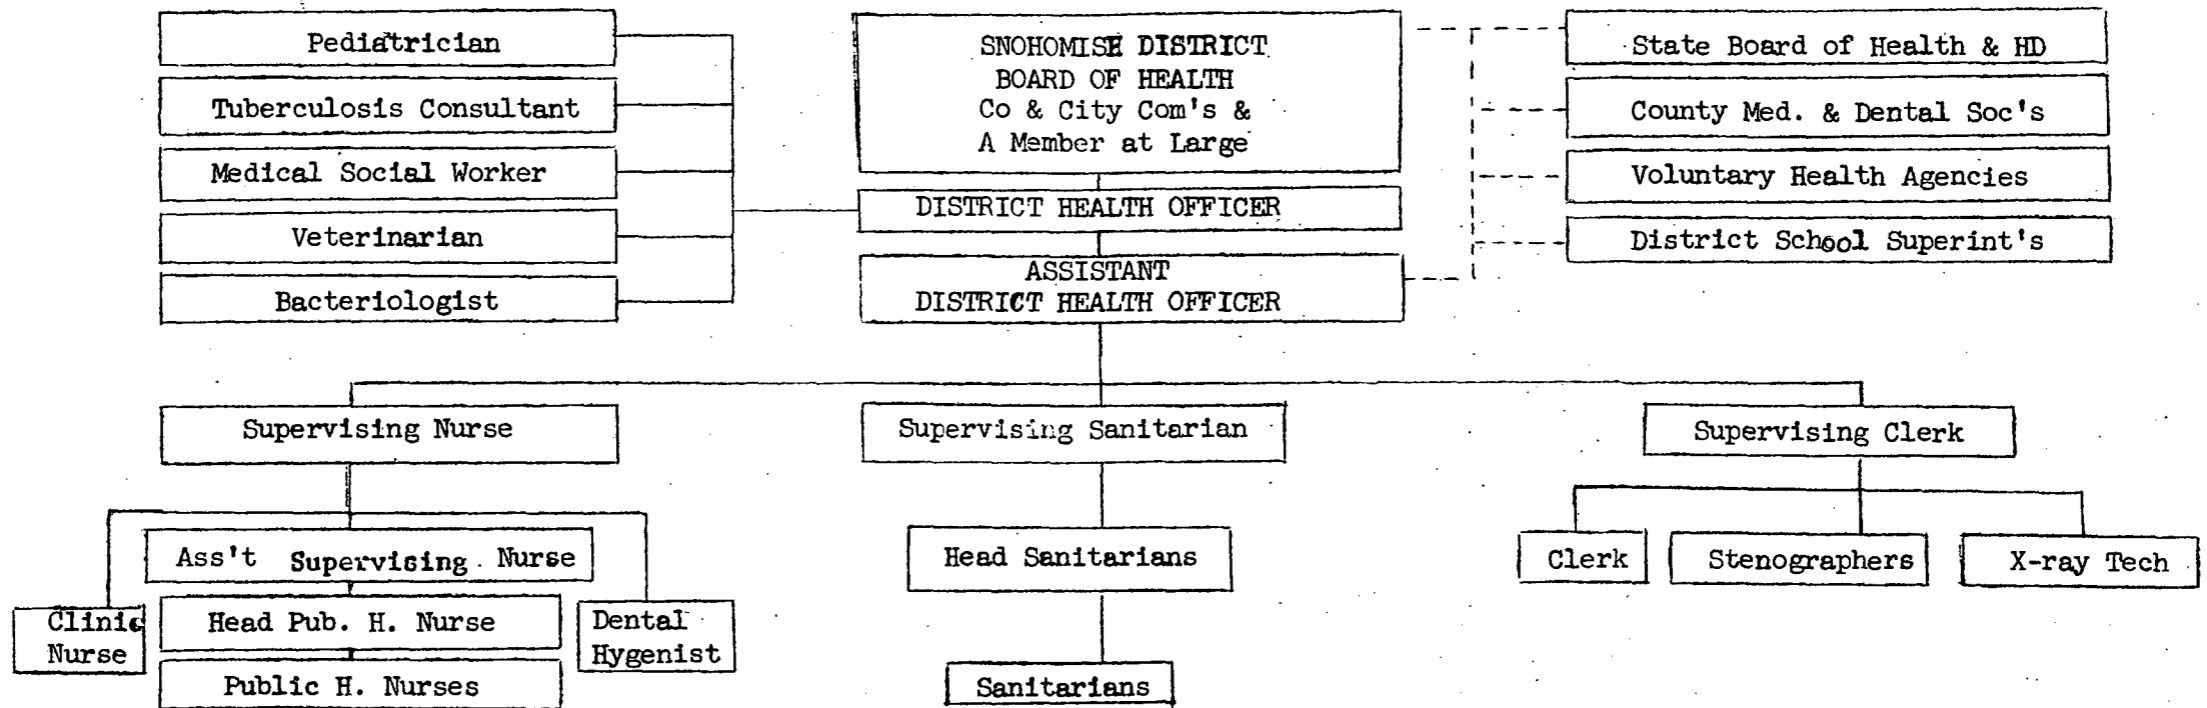 Pediatrician
Tuberculosis Consultant
Medical Social Worker
Veterinarian
Bacteriologist
SNOHOMISH DISTRICT
BOARD OF HEALTH
Co & City Com's &
A Member at Large
DISTRICT HEALTH OFFICER
ASSISTANT
DISTRICT HEALTH OFFICER
State Board of Health & HD
County Med. & Dental Soc's
Voluntary Health Agencies
District School Superint's
Supervising Nurse
Supervising Sanitarian
Supervising Clerk
Ass't Supervising Nurse
Clinic
Nurse
Head Pub. H. Nurse
Public H. Nurses
Dental
Hygenist
Head Sanitarians
Sanitarians
Clerk
Stenographers
X-ray Tech